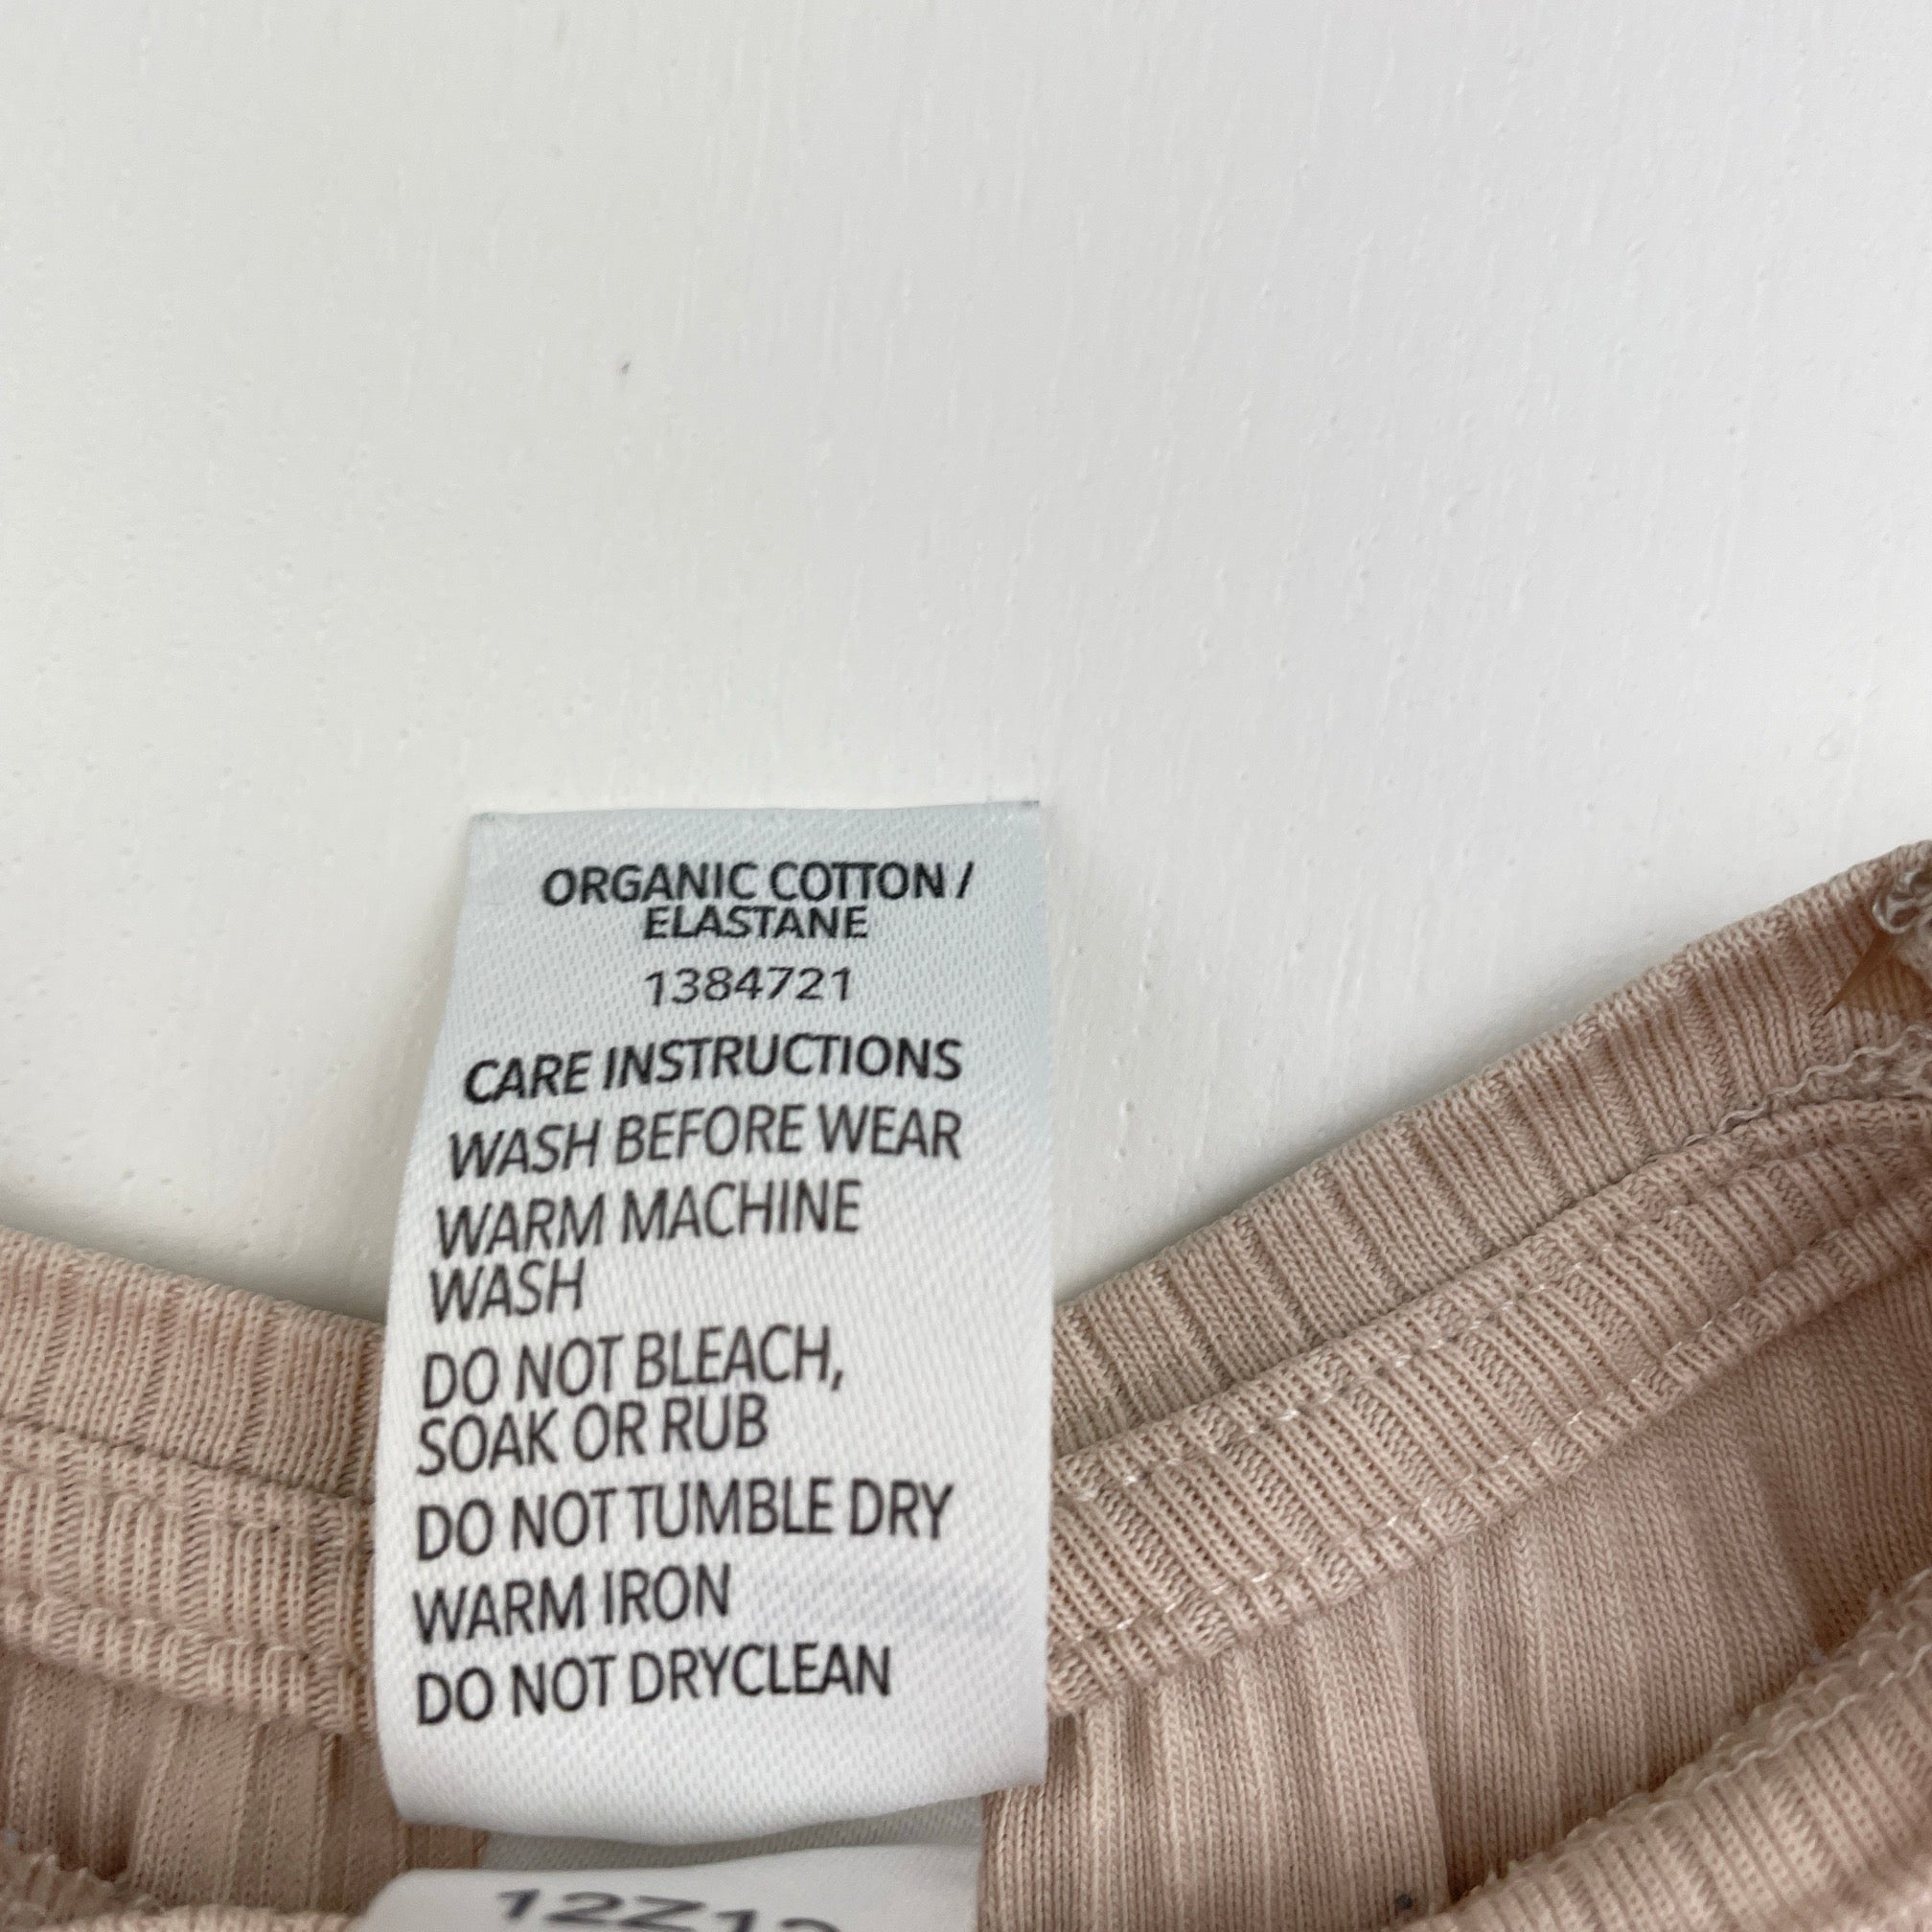 ORGANIC COTTON /
ELASTANE
1384721
CARE INSTRUCTIONS
WASH BEFORE WEAR
WARM MACHINE
WASH
DO NOT BLEACH,
SOAK OR RUB
DO NOT TUMBLE DRY
WARM IRON
DO NOT DRYCLEAN